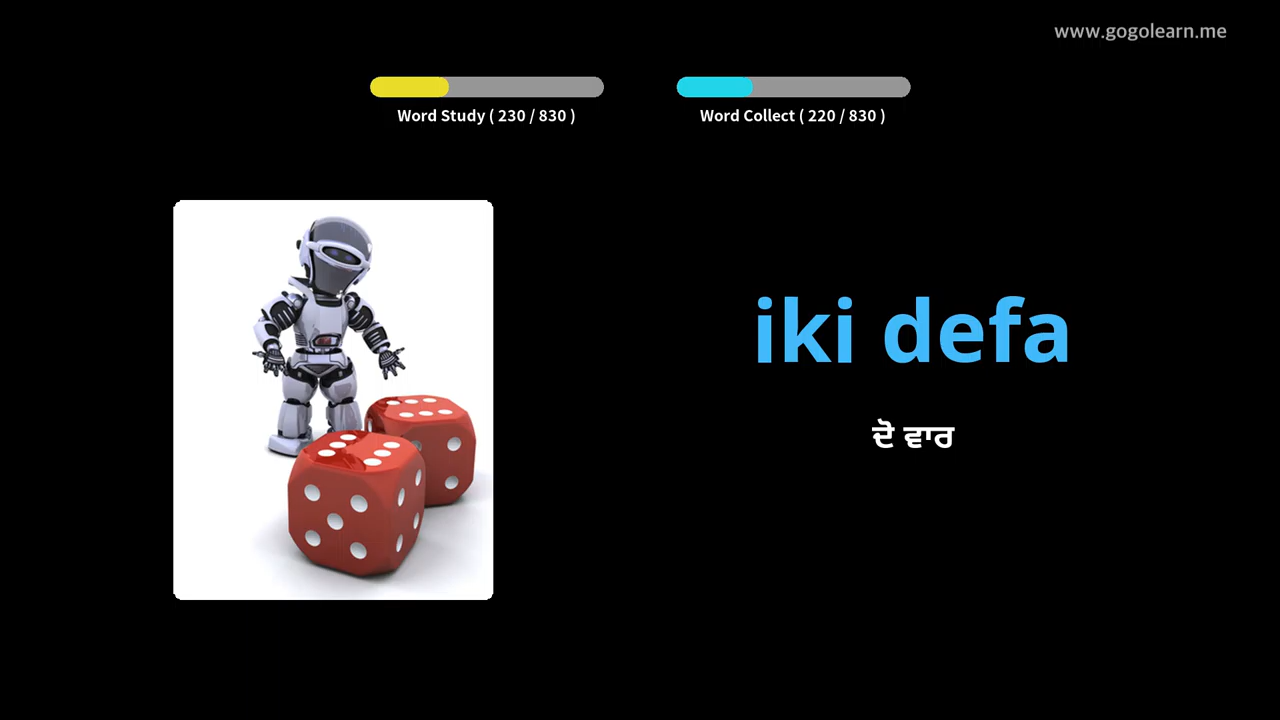 www.gogolearn.me
Word Study ( 230 / 830 )
Word Collect ( 220 / 830 )
iki defa
ਦੋ ਵਾਰ